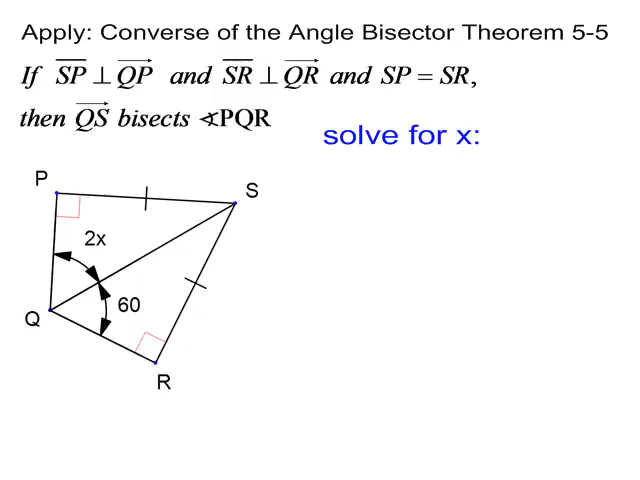 Apply: Converse of the Angle Bisector Theorem 5-5
If SP ⊥ QP and SR ⊥ QR and SP = SR,
then QS bisects ∢PQR
solve for x:
P
S
2x
60
Q
R